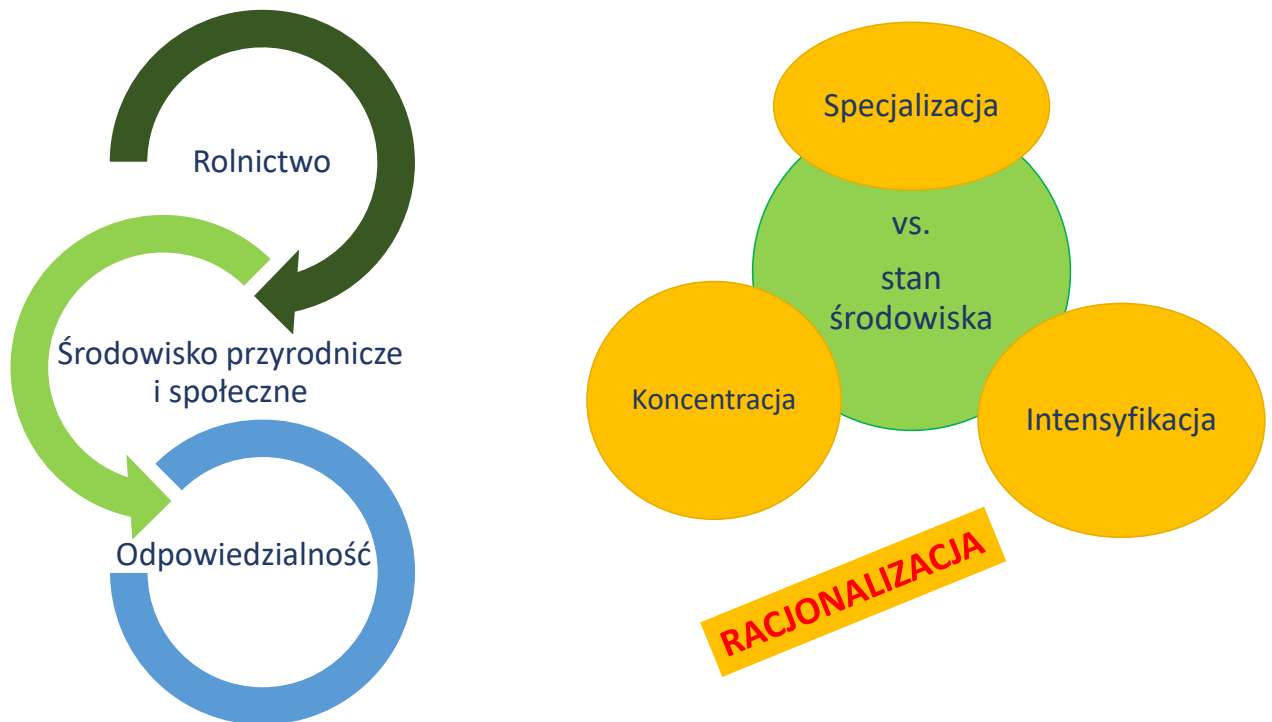 Rolnictwo
Środowisko przyrodnicze
i społeczne
Odpowiedzialność
Specjalizacja
vs.
stan
środowiska
Koncentracja
Intensyfikacja
RACJONALIZACJA